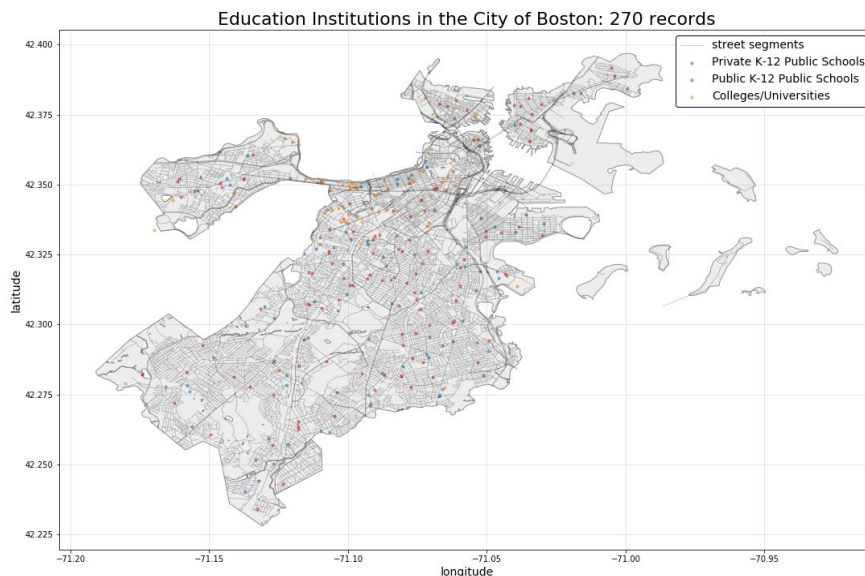 Education Institutions in the City of Boston: 270 records
street segments
Private K-12 Public Schools
Public K-12 Public Schools
Colleges/Universities
latitude
42.400
42.375
42.350
42.325
42.300
42.275
42.250
42.225
−71.20
−71.15
−71.10
−71.05
−71.00
−70.95
longitude